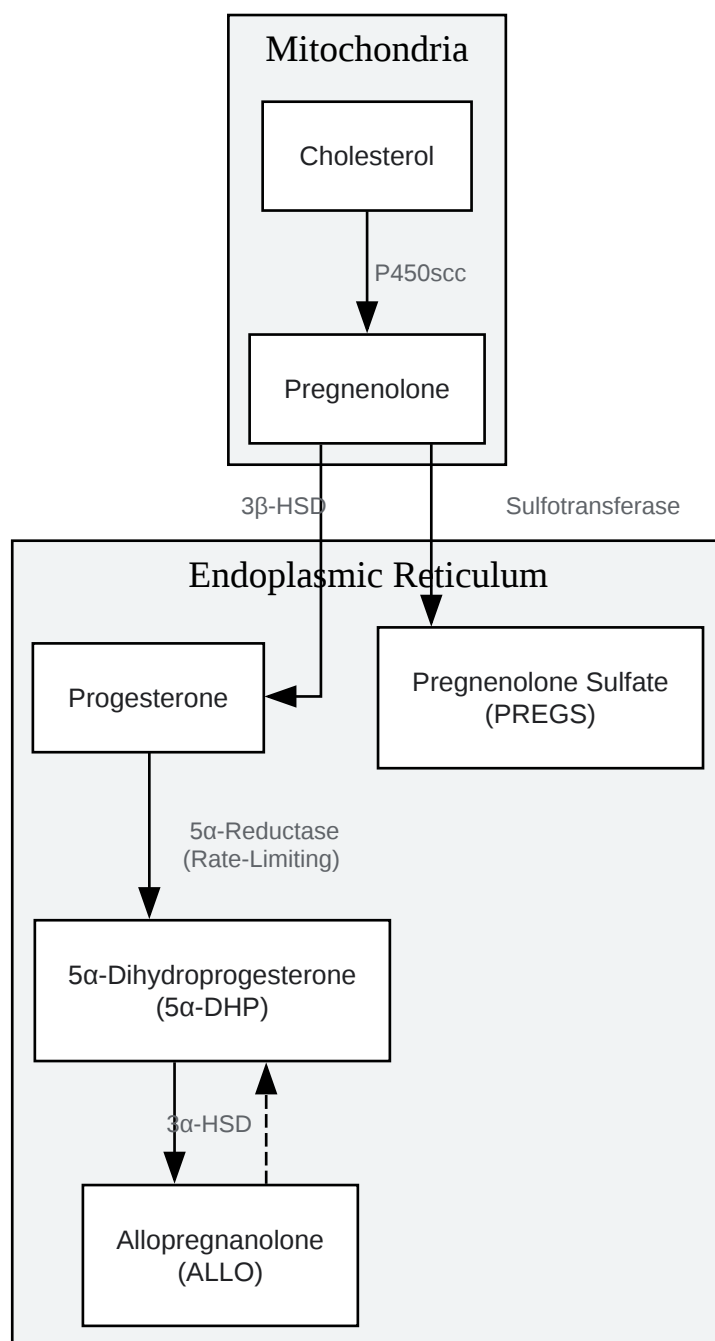 Mitochondria
Cholesterol
P450scc
Pregnenolone
3β-HSD
Sulfotransferase
Endoplasmic Reticulum
Progesterone
Pregnenolone Sulfate
(PREGS)
5α-Reductase
(Rate-Limiting)
5α-Dihydroprogesterone
(5α-DHP)
3α-HSD
Allopregnanolone
(ALLO)